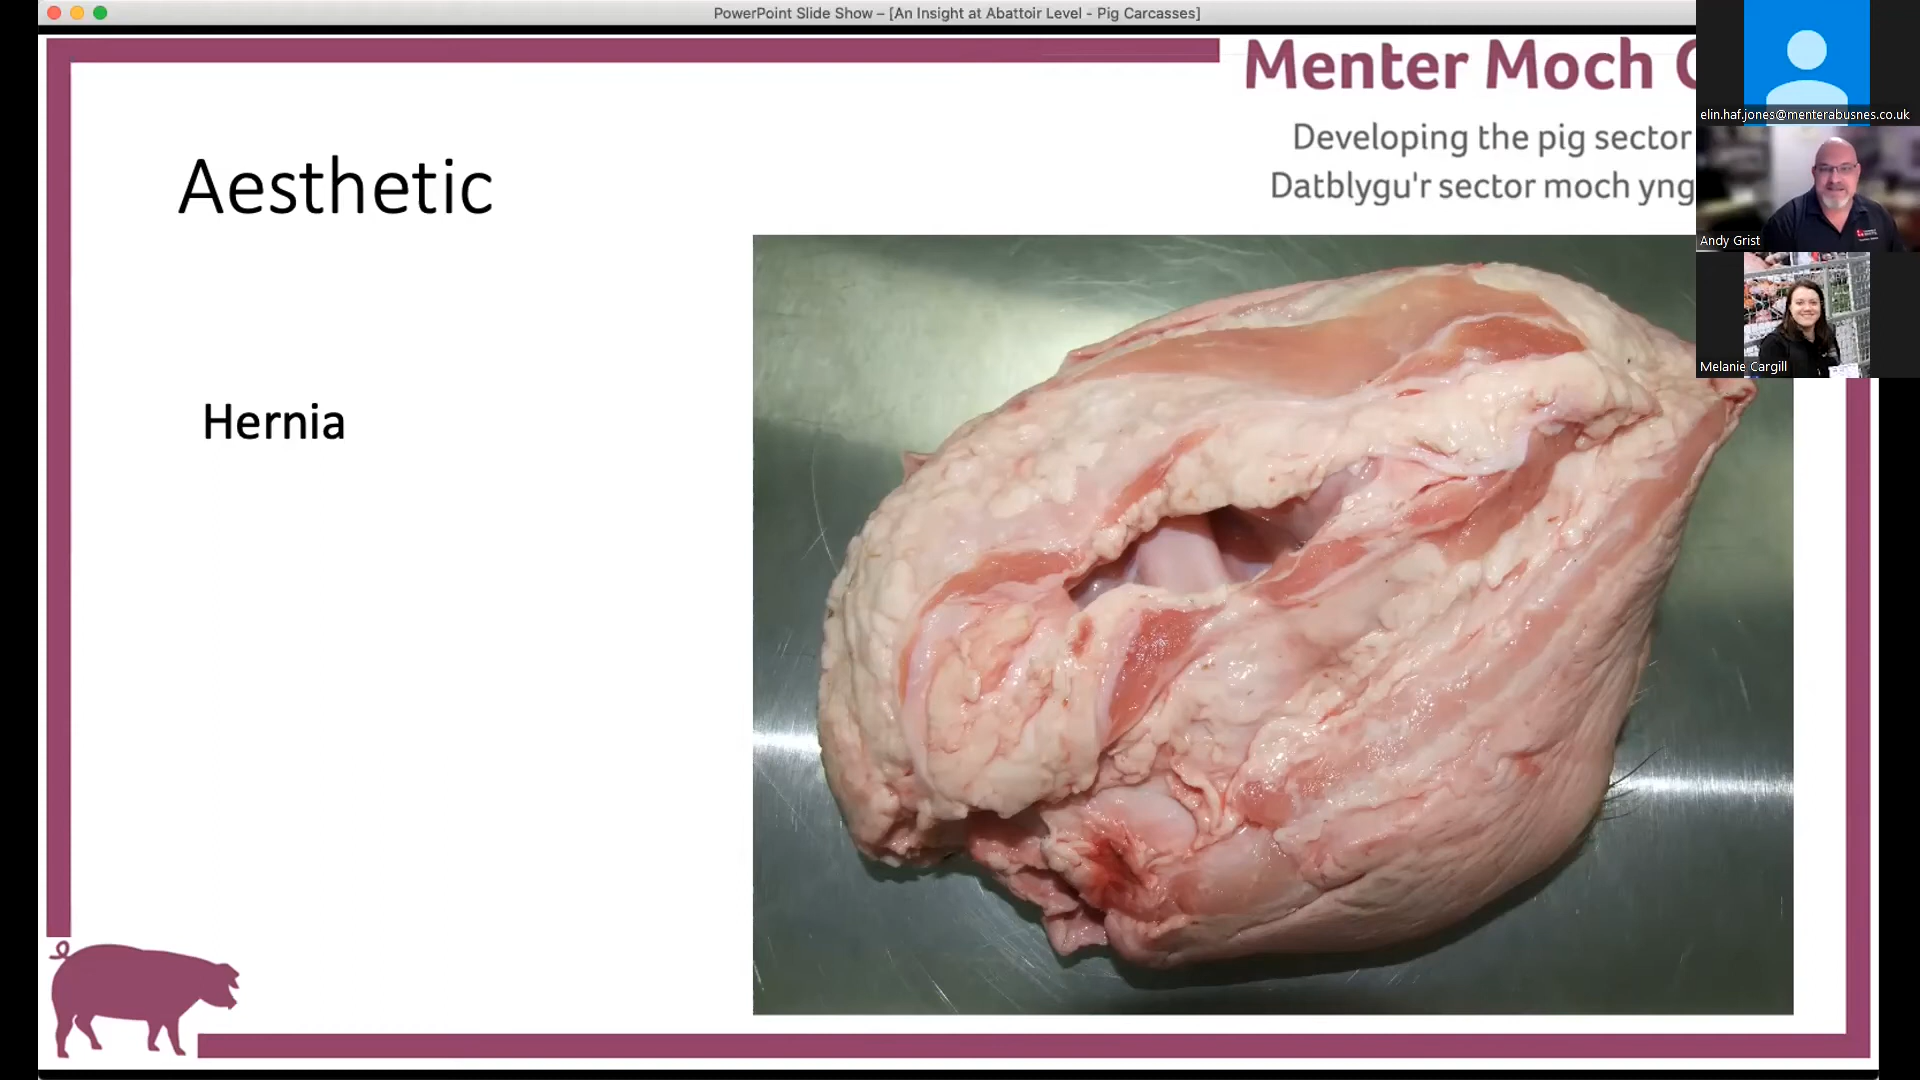 PowerPoint Slide Show – [An Insight at Abattoir Level - Pig Carcasses]
Menter Moch
Developing the pig sector
Datblygu'r sector moch yng
Aesthetic
Hernia
elin.haf.jones@menterabusnes.co.uk
Andy Grist
Melanie Cargill